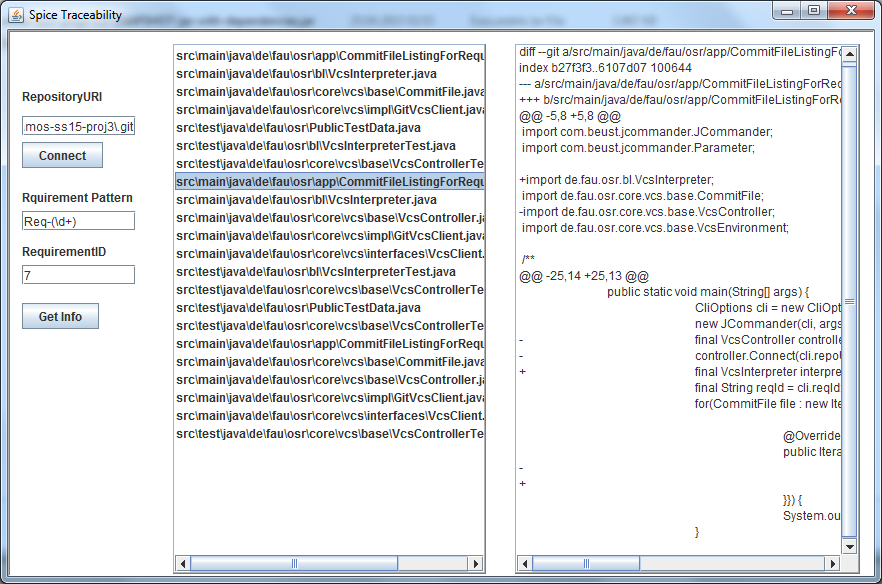 Spice Traceability
RepositoryURI
.mos-ss15-proj3\.git
Connect
Rquirement Pattern
Req-(\d+)
RequirementID
7
Get Info
src\main\java\de\fau\osr\app\CommitFileListingForRequ
src\main\java\de\fau\osr\bl\VcsInterpreter.java
src\main\java\de\fau\osr\core\vcs\base\CommitFile.java
src\main\java\de\fau\osr\core\vcs\impl\GitVcsClient.java
src\test\java\de\fau\osr\PublicTestData.java
src\test\java\de\fau\osr\bl\VcsInterpreterTest.java
src\test\java\de\fau\osr\core\vcs\base\VcsControllerTe
src\main\java\de\fau\osr\app\CommitFileListingForRequ
src\main\java\de\fau\osr\bl\VcsInterpreter.java
src\main\java\de\fau\osr\core\vcs\base\VcsController.ja
src\main\java\de\fau\osr\core\vcs\impl\GitVcsClient.java
src\main\java\de\fau\osr\core\vcs\interfaces\VcsClient.
src\test\java\de\fau\osr\bl\VcsInterpreterTest.java
src\test\java\de\fau\osr\core\vcs\base\VcsControllerTe
src\test\java\de\fau\osr\PublicTestData.java
src\test\java\de\fau\osr\core\vcs\base\VcsControllerTe
src\main\java\de\fau\osr\app\CommitFileListingForRequ
src\main\java\de\fau\osr\core\vcs\base\CommitFile.java
src\main\java\de\fau\osr\core\vcs\base\VcsController.ja
src\main\java\de\fau\osr\core\vcs\impl\GitVcsClient.java
src\main\java\de\fau\osr\core\vcs\interfaces\VcsClient.
src\test\java\de\fau\osr\core\vcs\base\VcsControllerTe
diff --git a/src/main/java/de/fau/osr/app/CommitFileListingFo
index b27f3f3..6107d07 100644
--- a/src/main/java/de/fau/osr/app/CommitFileListingForRec
+++ b/src/main/java/de/fau/osr/app/CommitFileListingForR
@@ -5,8 +5,8 @@
import com.beust.jcommander.JCommander;
import com.beust.jcommander.Parameter;
+import de.fau.osr.bl.VcsInterpreter;
import de.fau.osr.core.vcs.base.CommitFile;
-import de.fau.osr.core.vcs.base.VcsController;
import de.fau.osr.core.vcs.base.VcsEnvironment;
/**
@@ -25,14 +25,13 @@
public static void main(String[] args) {
CliOptions cli = new CliOpt
new JCommander(cli, args
- final VcsController controlle
- controller.Connect(cli.repoU
+ final VcsInterpreter interpre
final String reqId = cli.reqId
for(CommitFile file : new Ite
@Override
public Itera
-
+
}}) {
System.ou
}